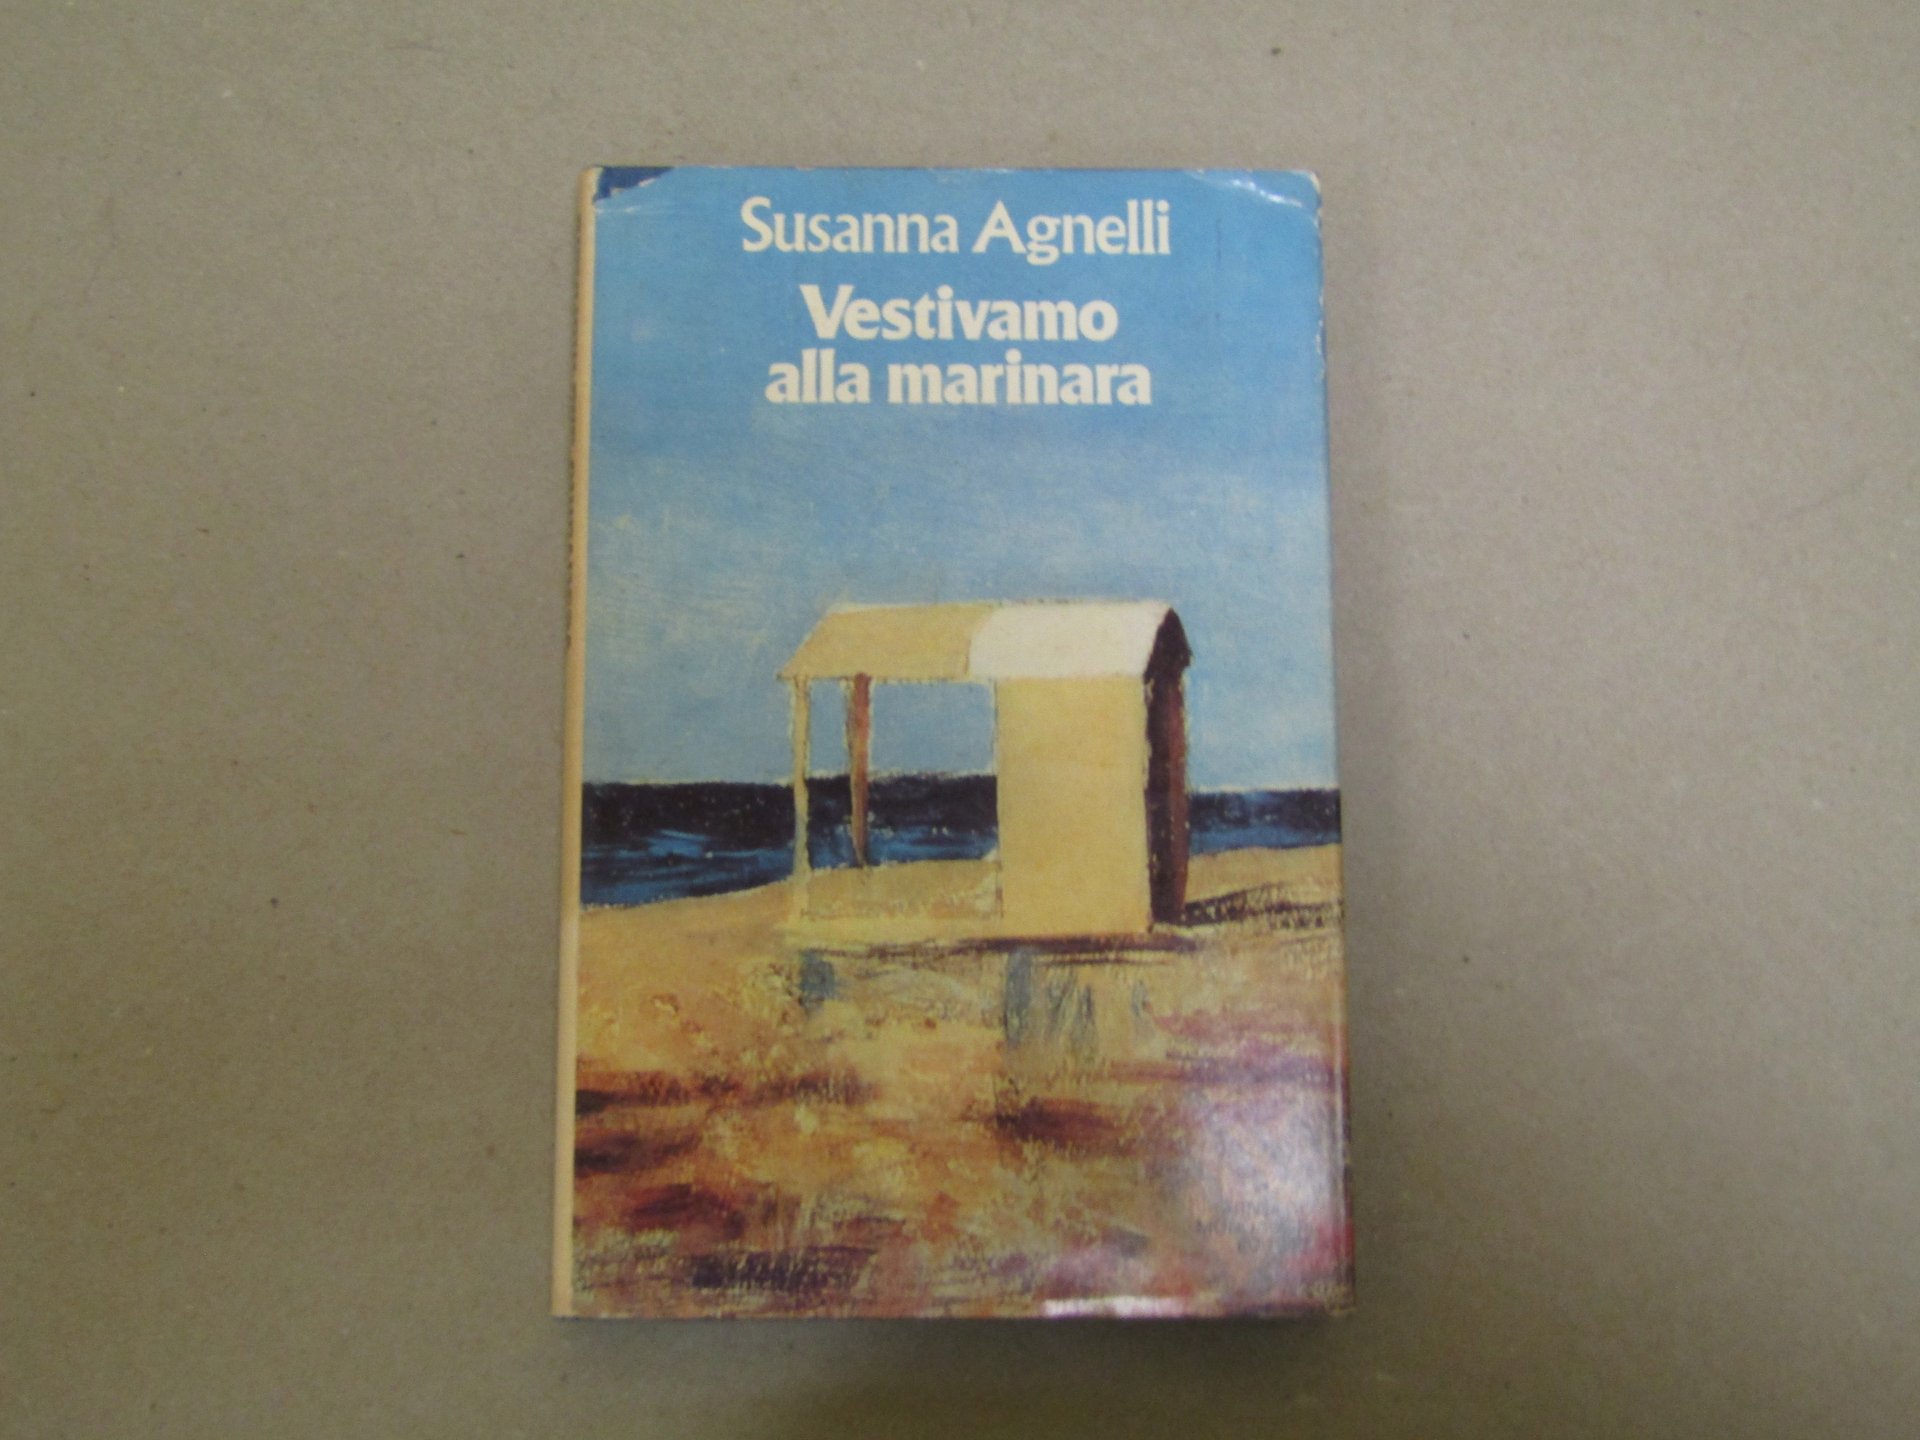 Susanna Agnelli
Vestivamo
alla marinara